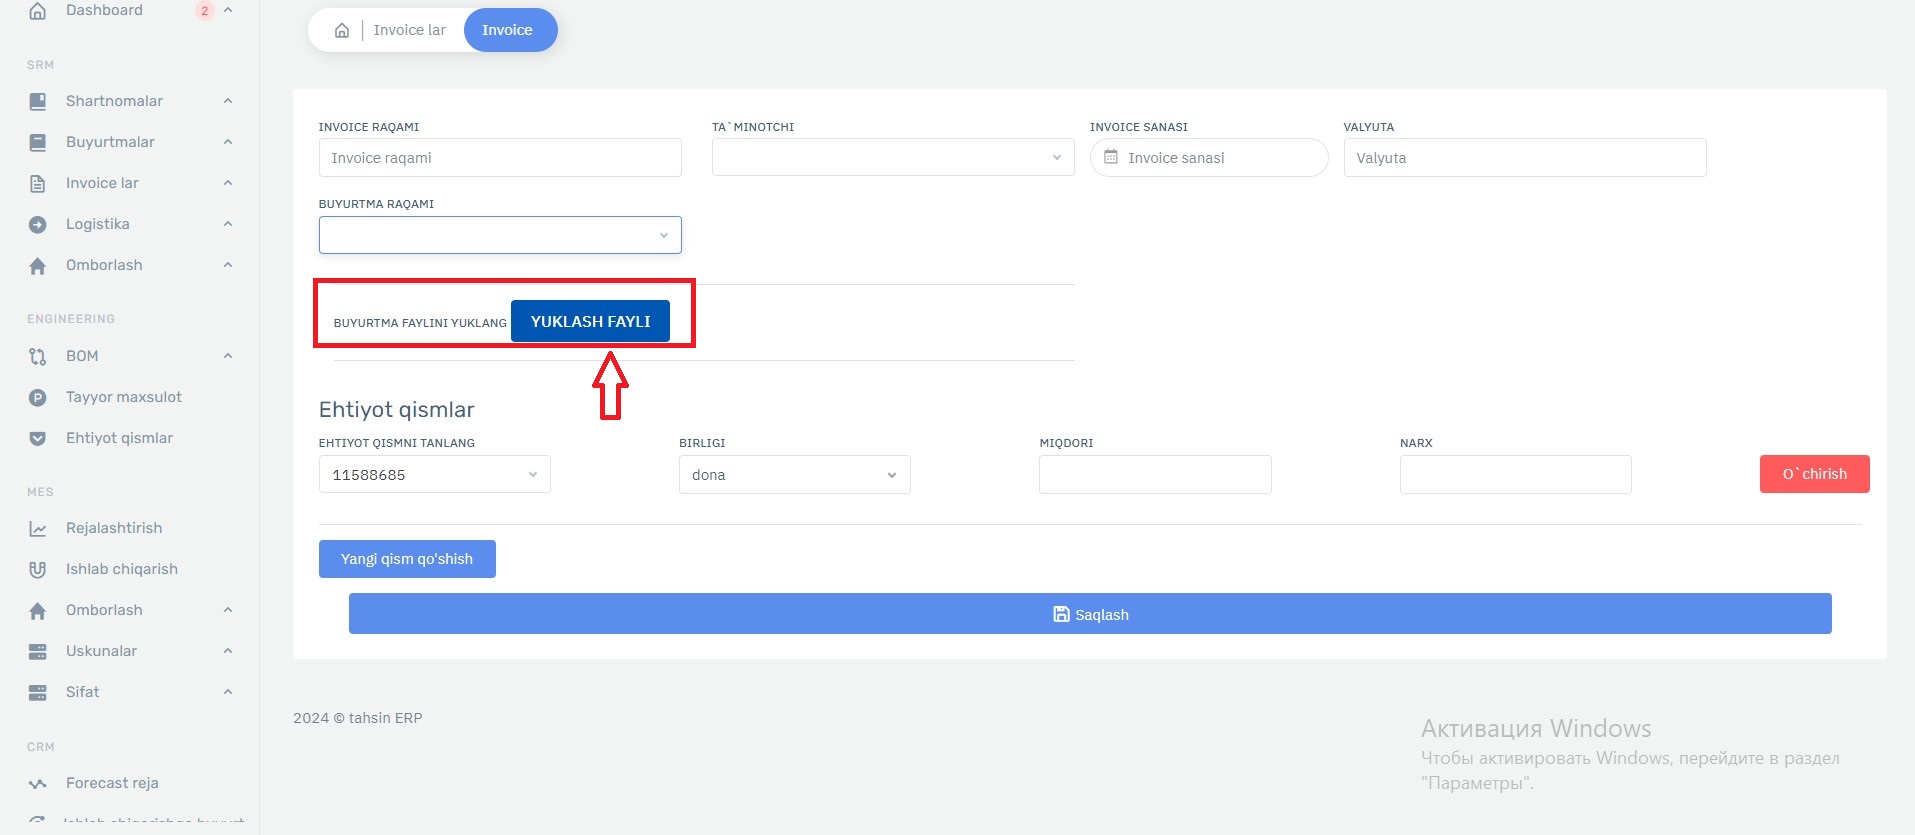 Dashboard 2
SRM
Shartnomalar
Buyurtmalar
Invoice lar
Logistika
Omborlash
ENGINEERING
BOM
Tayyor maxsulot
Ehtiyot qismlar
MES
Rejalashtirish
Ishlab chiqarish
Omborlash
Uskunalar
Sifat
CRM
Forecast reja
Invoice lar Invoice
INVOICE RAQAMI TA`MINOTCHI INVOICE SANASI VALYUTA
Invoice raqami Invoice sanasi Valyuta
BUYURTMA RAQAMI
BUYURTMA FAYLINI YUKLANG YUKLASH FAYLI
Ehtiyot qismlar
EHTIYOT QISMNI TANLANG BIRLIGI MIQDORI NARX
11588685 dona O`chirish
Yangi qism qo'shish
Saqlash
2024 © tahsin ERP
Активация Windows
Чтобы активировать Windows, перейдите в раздел
"Параметры".